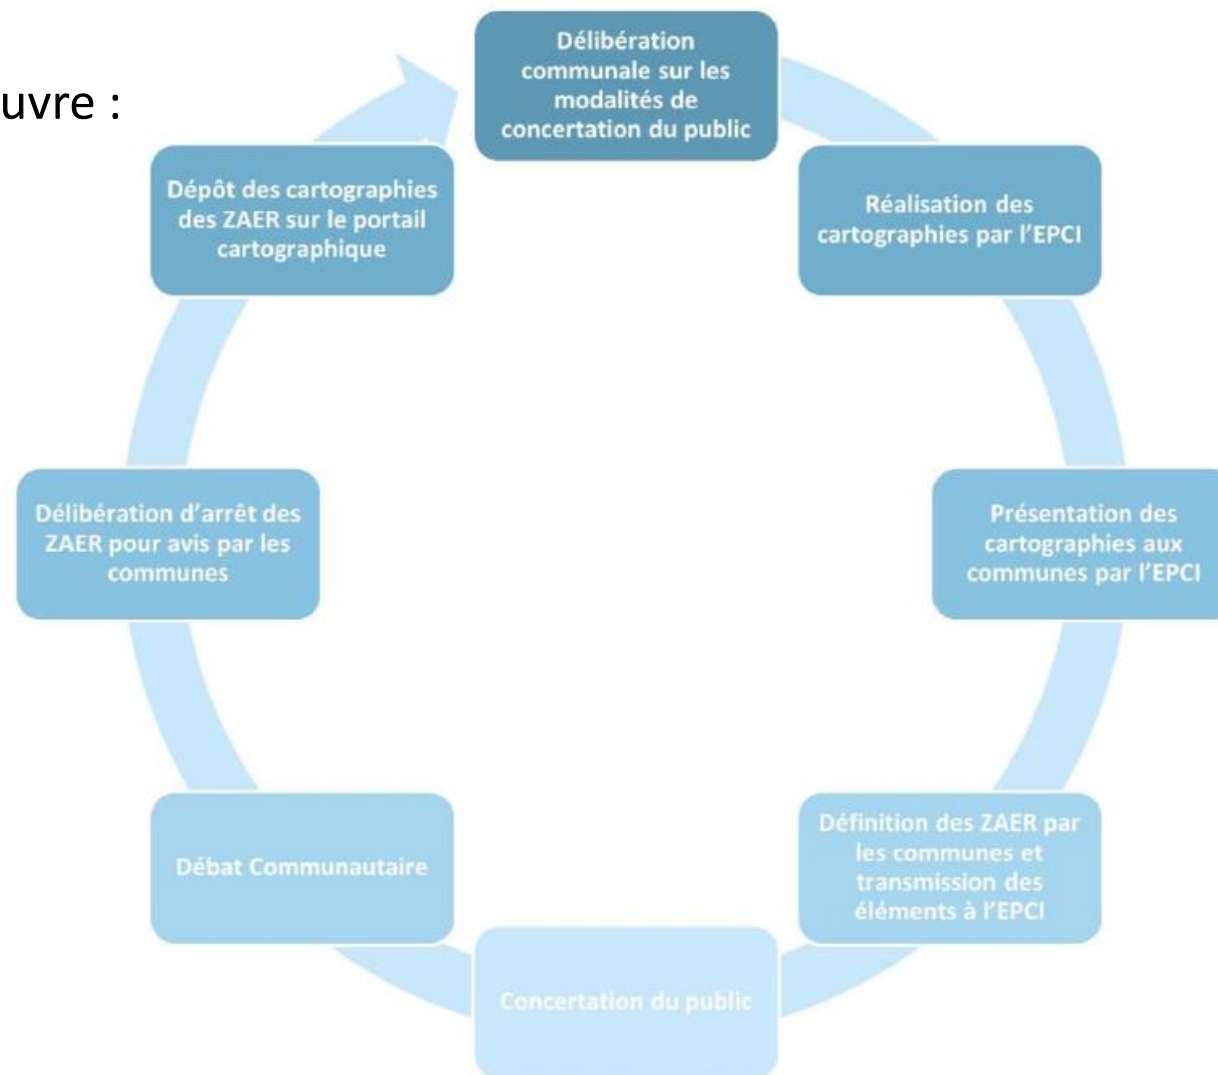 uvre :
Délibération
communale sur les
modalités de
concertation du public
Réalisation des
cartographies par l'EPCI
Présentation des
cartographies aux
communes par l'EPCI
Définition des ZAER par
les communes et
transmission des
éléments à l'EPCI
Concertation du public
Débat Communautaire
Délibération d'arrêt des
ZAER pour avis par les
communes
Dépôt des cartographies
des ZAER sur le portail
cartographique